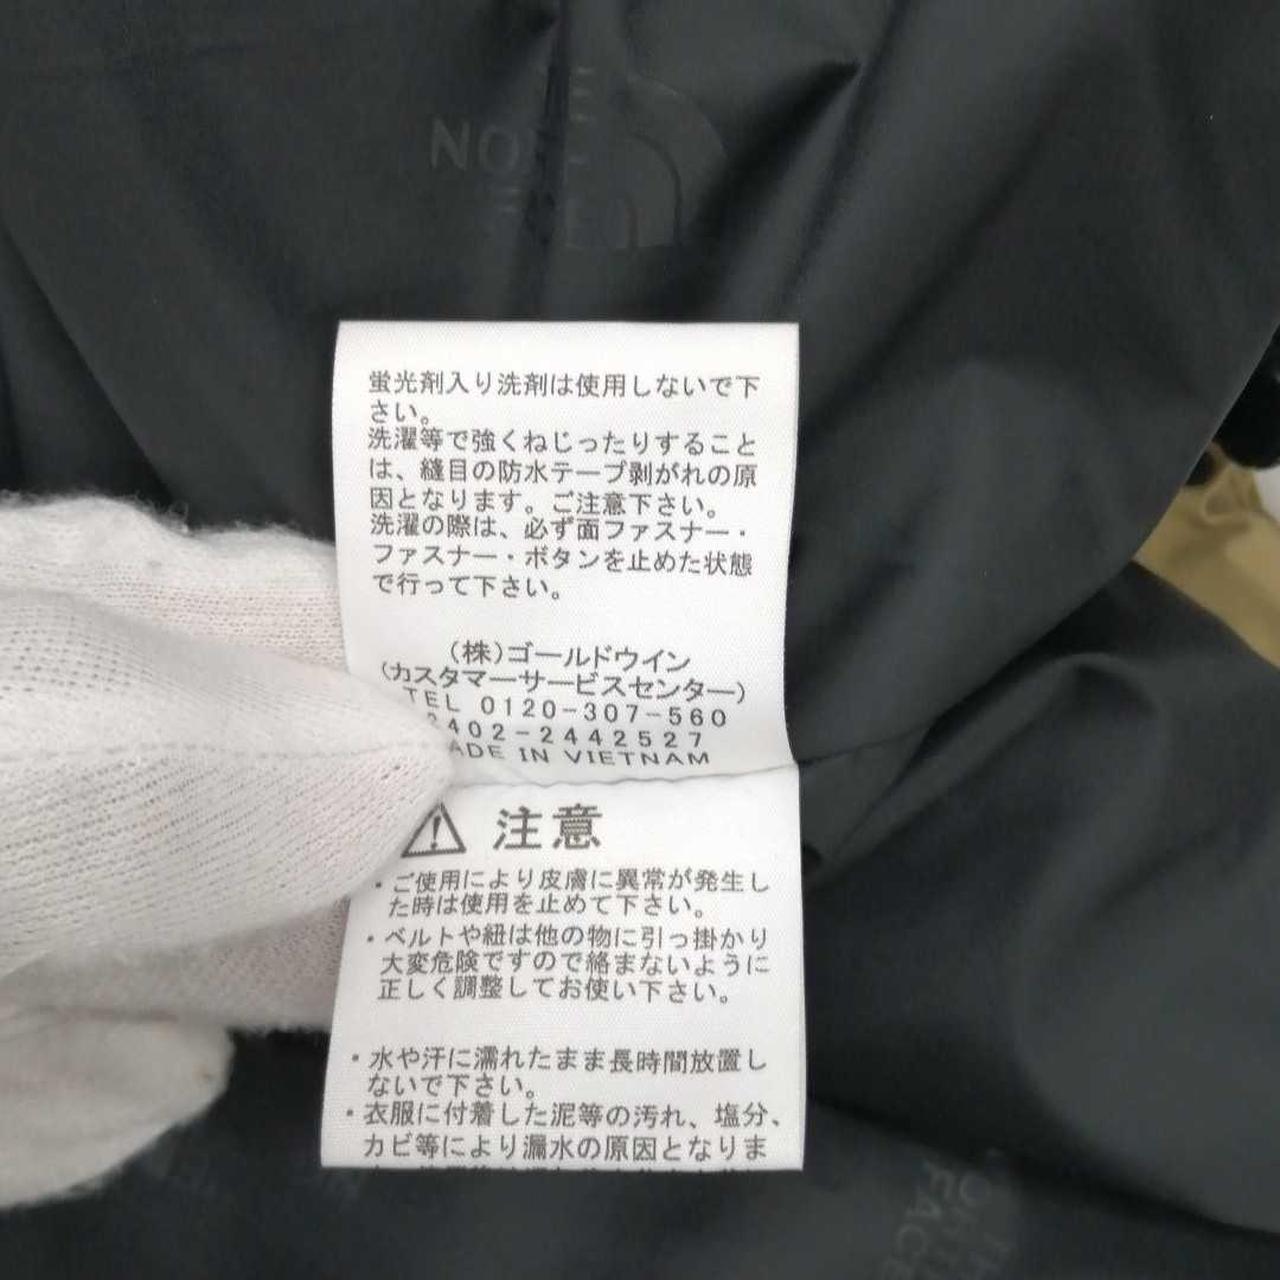 NO
蛍光剤入り洗剤は使用しないで下
さい。
洗濯等で強くねじったりすること
は、縫目の防水テープ剥がれの原
因となります。ご注意下さい。
洗濯の際は、必ず面ファスナー・
ファスナー・ボタンを止めた状態
で行って下さい。
(株)ゴールドウイン
(カスタマーサービスセンター)
TEL 0120-307-560
2402-2442527
ADE IN VIETNAM
注意
・ご使用により皮膚に異常が発生し
た時は使用を止めて下さい。
・ベルトや紐は他の物に引っ掛かり
大変危険ですので絡まないように
正しく調整してお使い下さい。
・水や汗に濡れたまま長時間放置し
ないで下さい。
・衣服に付着した泥等の汚れ、塩分、
カビ等により漏水の原因となりま
FACE